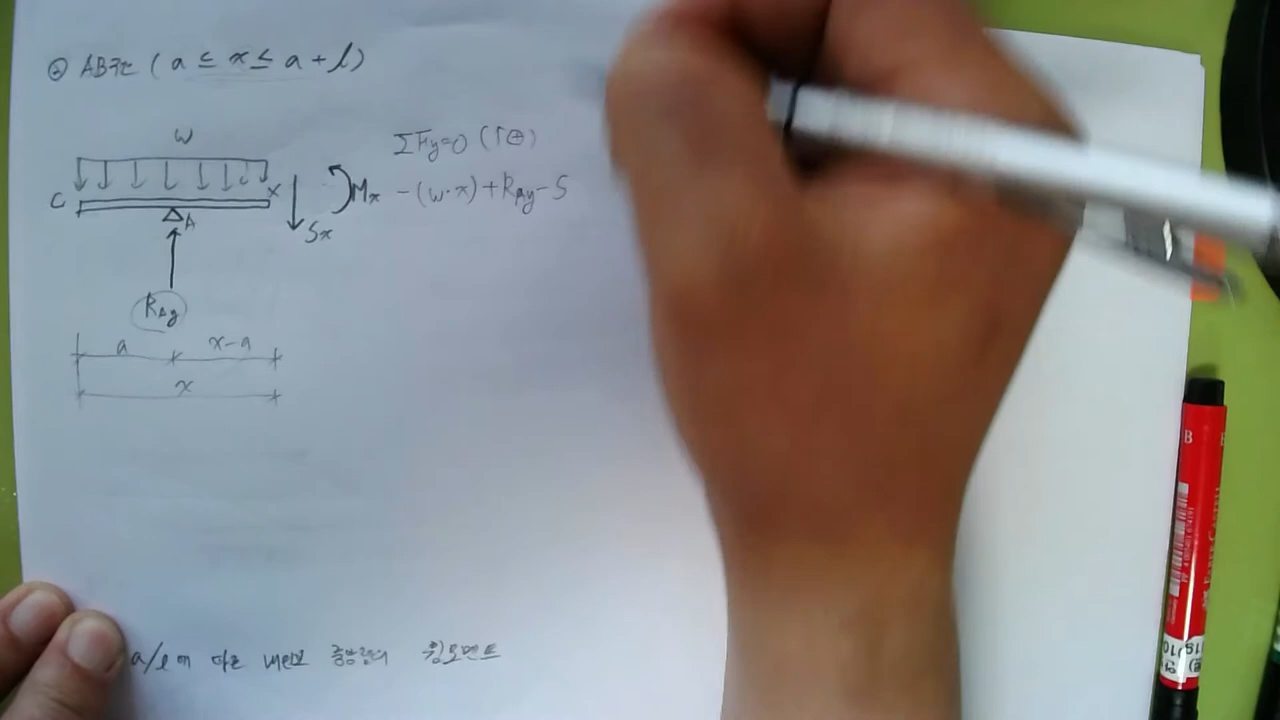 ② AB구간 ( a ≤ x ≤ a + l )
w
ΣFy=0 (↑⊕)
C x Mx -(w·x)+RAy-S
A
Sx
RAy
a x-a
x
a/l에 따른 내민보 중앙점의 휨모멘트
B